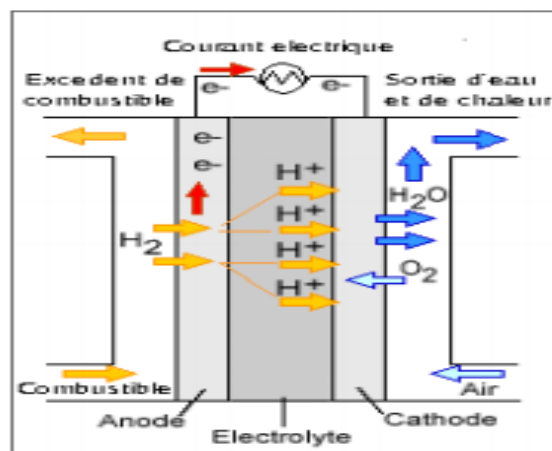 Courant electrique
Excedent de
combustible
e-
e-
Sortie d'eau
et de chaleur
e-
e-
H+
H+
H+
H+
H2
H2O
O2
Combustible
Air
Anode
Electrolyte
Cathode